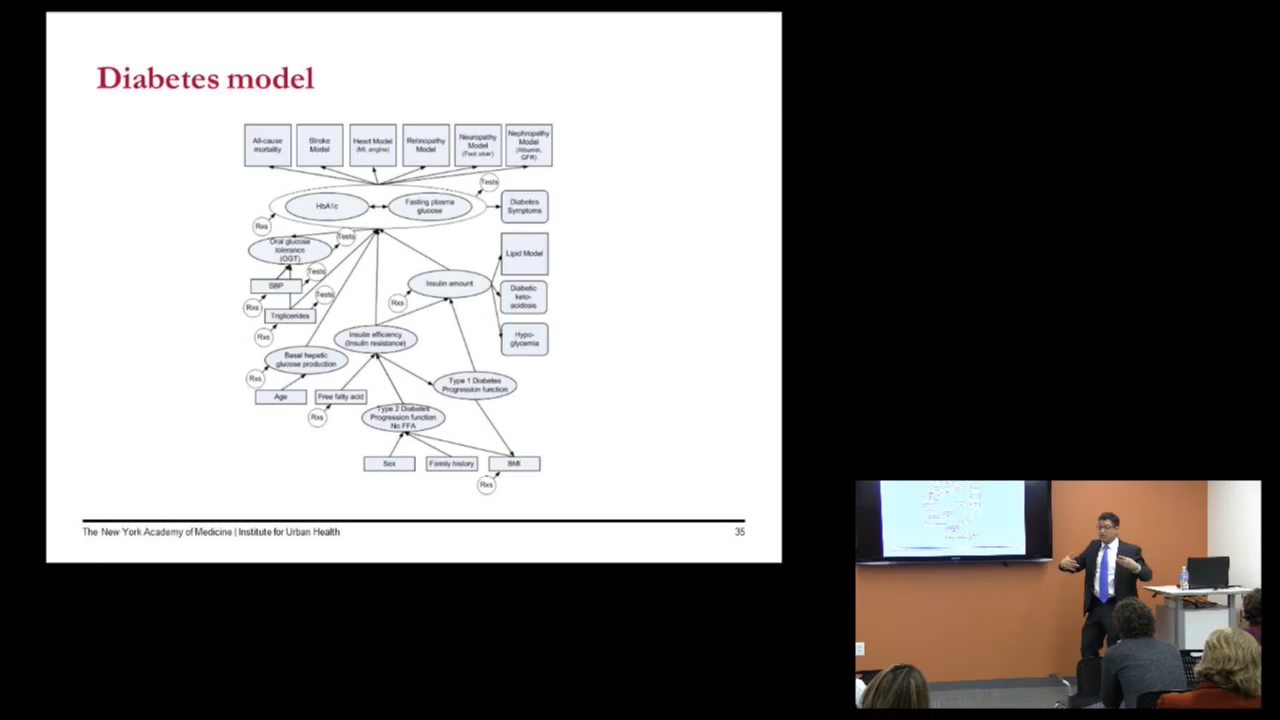 Diabetes model
All-cause
mortality
Stroke
Model
Heart Model
(MI, angina)
Retinopathy
Model
Neuropathy
Model
(Foot ulcer)
Nephropathy
Model
(Albumin,
GFR)
Tests
HbA1c
Fasting plasma
glucose
Diabetes
Symptoms
Rxs
Oral glucose
tolerance
(OGT)
Tests
Lipid Model
Tests
SBP
Insulin amount
Diabetic
keto-
acidosis
Tests
Rxs
Rxs
Triglicerides
Rxs
Insulin efficiency
(Insulin resistance)
Hypo-
glycemia
Basal hepatic
glucose production
Rxs
Type 1 Diabetes
Progression function
Age
Free fatty acid
Rxs
Type 2 Diabetes
Progression function
No FFA
Sex
Family history
BMI
Rxs
The New York Academy of Medicine | Institute for Urban Health
35